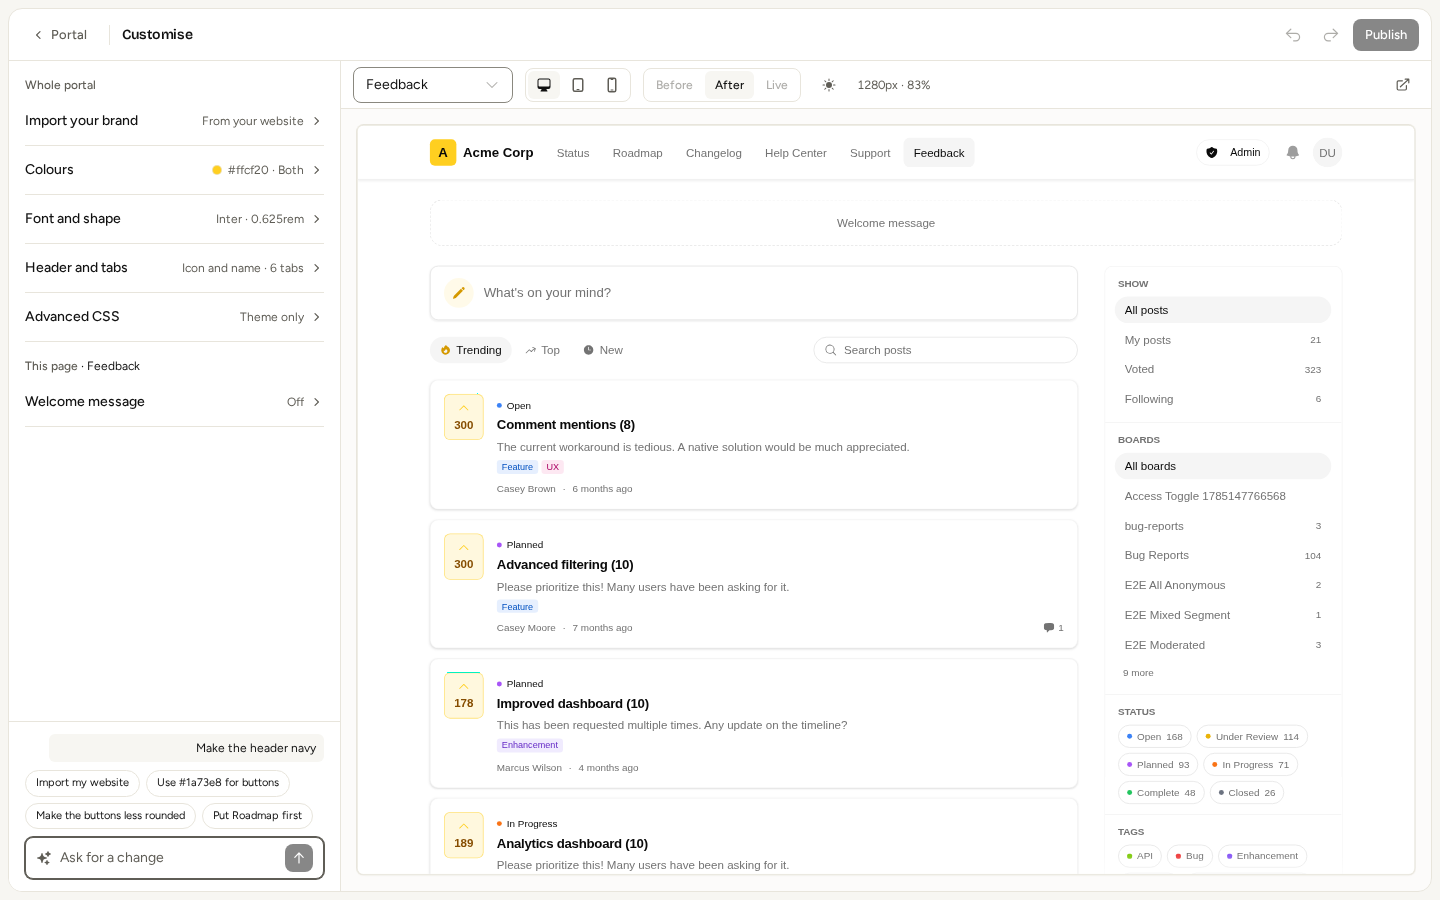 Portal
Customise
Publish
Whole portal
Import your brand From your website
Colours #ffcf20 · Both
Font and shape Inter · 0.625rem
Header and tabs Icon and name · 6 tabs
Advanced CSS Theme only
This page · Feedback
Welcome message Off
Make the header navy
Import my website Use #1a73e8 for buttons
Make the buttons less rounded Put Roadmap first
Ask for a change
Feedback Before After Live 1280px · 83%
A Acme Corp Status Roadmap Changelog Help Center Support Feedback Admin DU
Welcome message
What's on your mind?
Trending Top New Search posts
Open
300 Comment mentions (8)
The current workaround is tedious. A native solution would be much appreciated.
Feature UX
Casey Brown · 6 months ago
Planned
300 Advanced filtering (10)
Please prioritize this! Many users have been asking for it.
Feature
Casey Moore · 7 months ago 1
Planned
178 Improved dashboard (10)
This has been requested multiple times. Any update on the timeline?
Enhancement
Marcus Wilson · 4 months ago
In Progress
189 Analytics dashboard (10)
Please prioritize this! Many users have been asking for it.
SHOW
All posts
My posts 21
Voted 323
Following 6
BOARDS
All boards
Access Toggle 1785147766568
bug-reports 3
Bug Reports 104
E2E All Anonymous 2
E2E Mixed Segment 1
E2E Moderated 3
9 more
STATUS
Open 168 Under Review 114
Planned 93 In Progress 71
Complete 48 Closed 26
TAGS
API Bug Enhancement